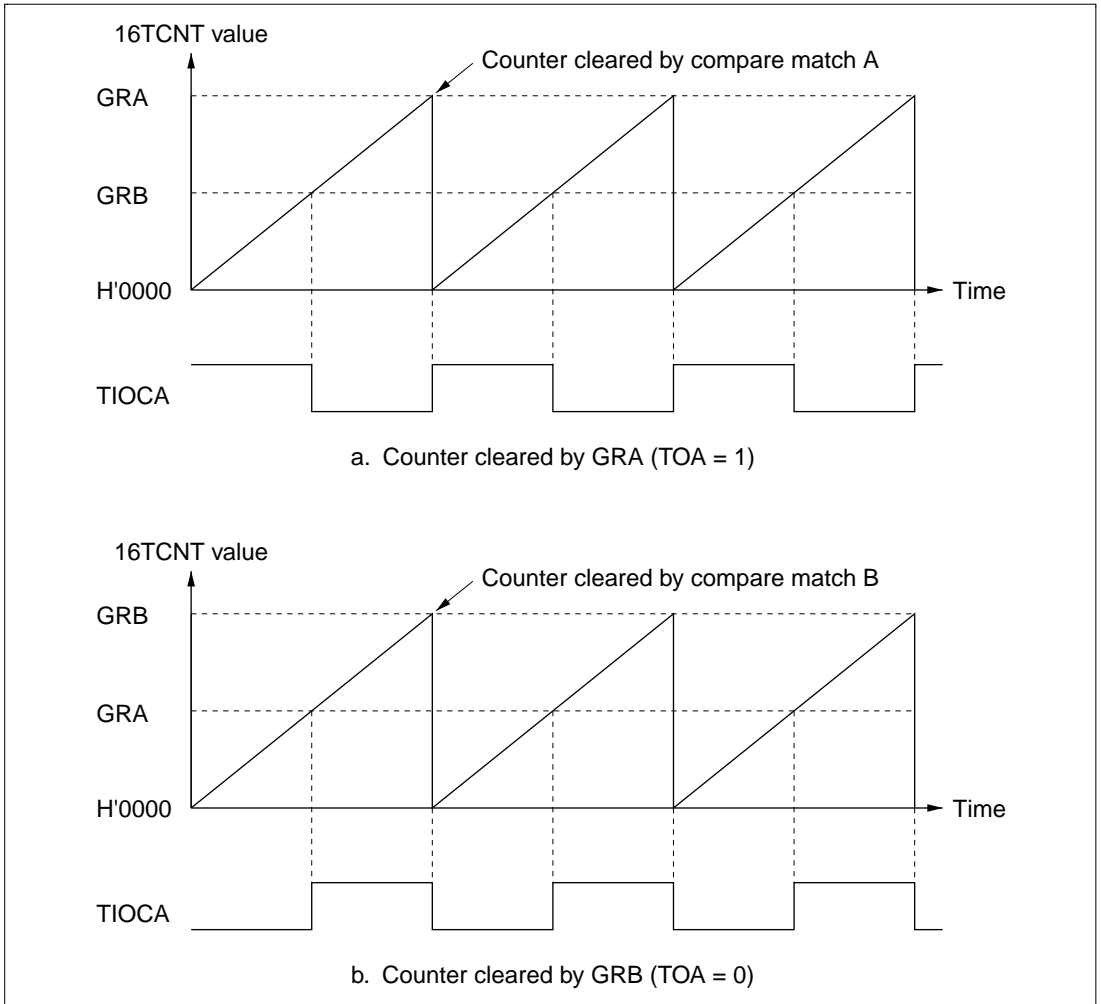 16TCNT value
Counter cleared by compare match A
GRA
GRB
H'0000
Time
TIOCA
a. Counter cleared by GRA (TOA = 1)
16TCNT value
Counter cleared by compare match B
GRB
GRA
H'0000
Time
TIOCA
b. Counter cleared by GRB (TOA = 0)